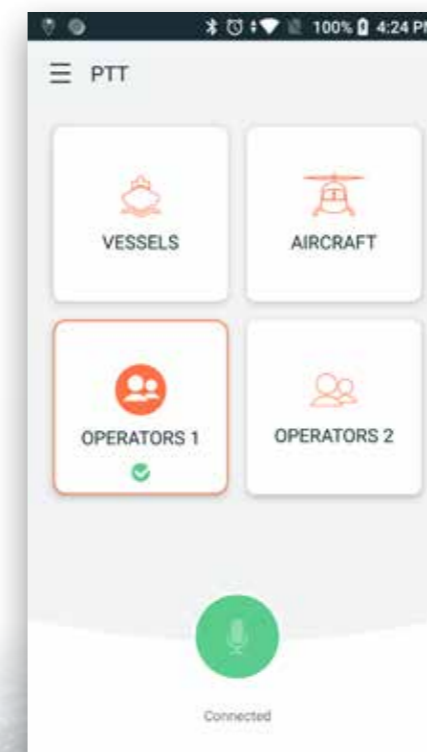 100% 4:24 PM
PTT
VESSELS
AIRCRAFT
OPERATORS 1
OPERATORS 2
Connected